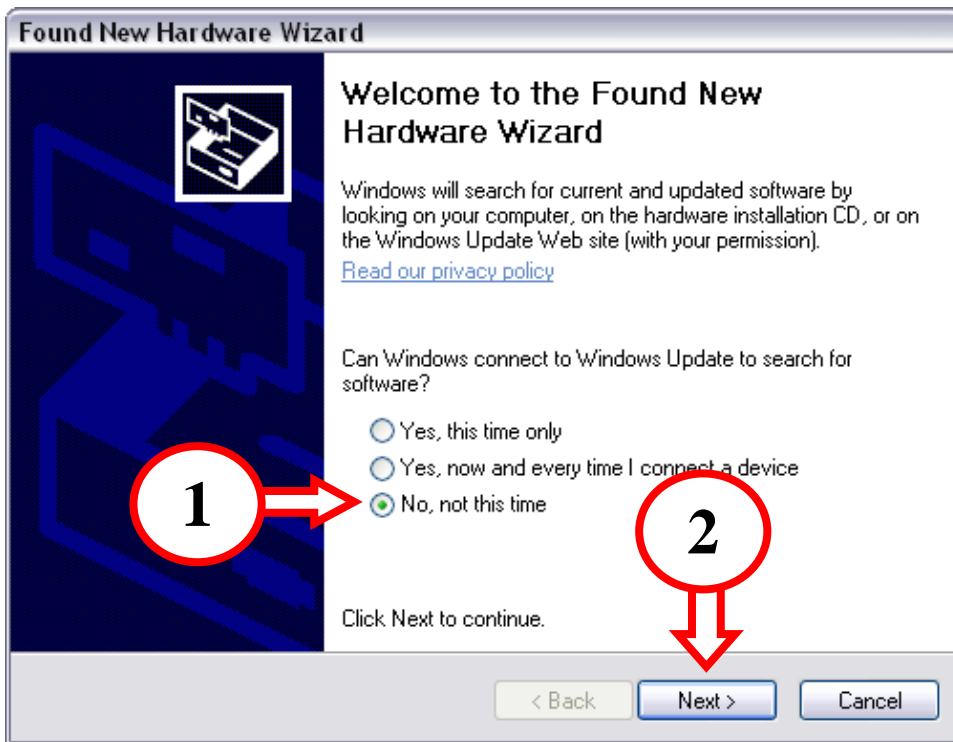 Found New Hardware Wizard
Welcome to the Found New
Hardware Wizard
Windows will search for current and updated software by
looking on your computer, on the hardware installation CD, or on
the Windows Update Web site (with your permission).
Read our privacy policy
Can Windows connect to Windows Update to search for
software?
Yes, this time only
Yes, now and every time I connect a device
1
No, not this time
2
Click Next to continue.
< Back Next > Cancel